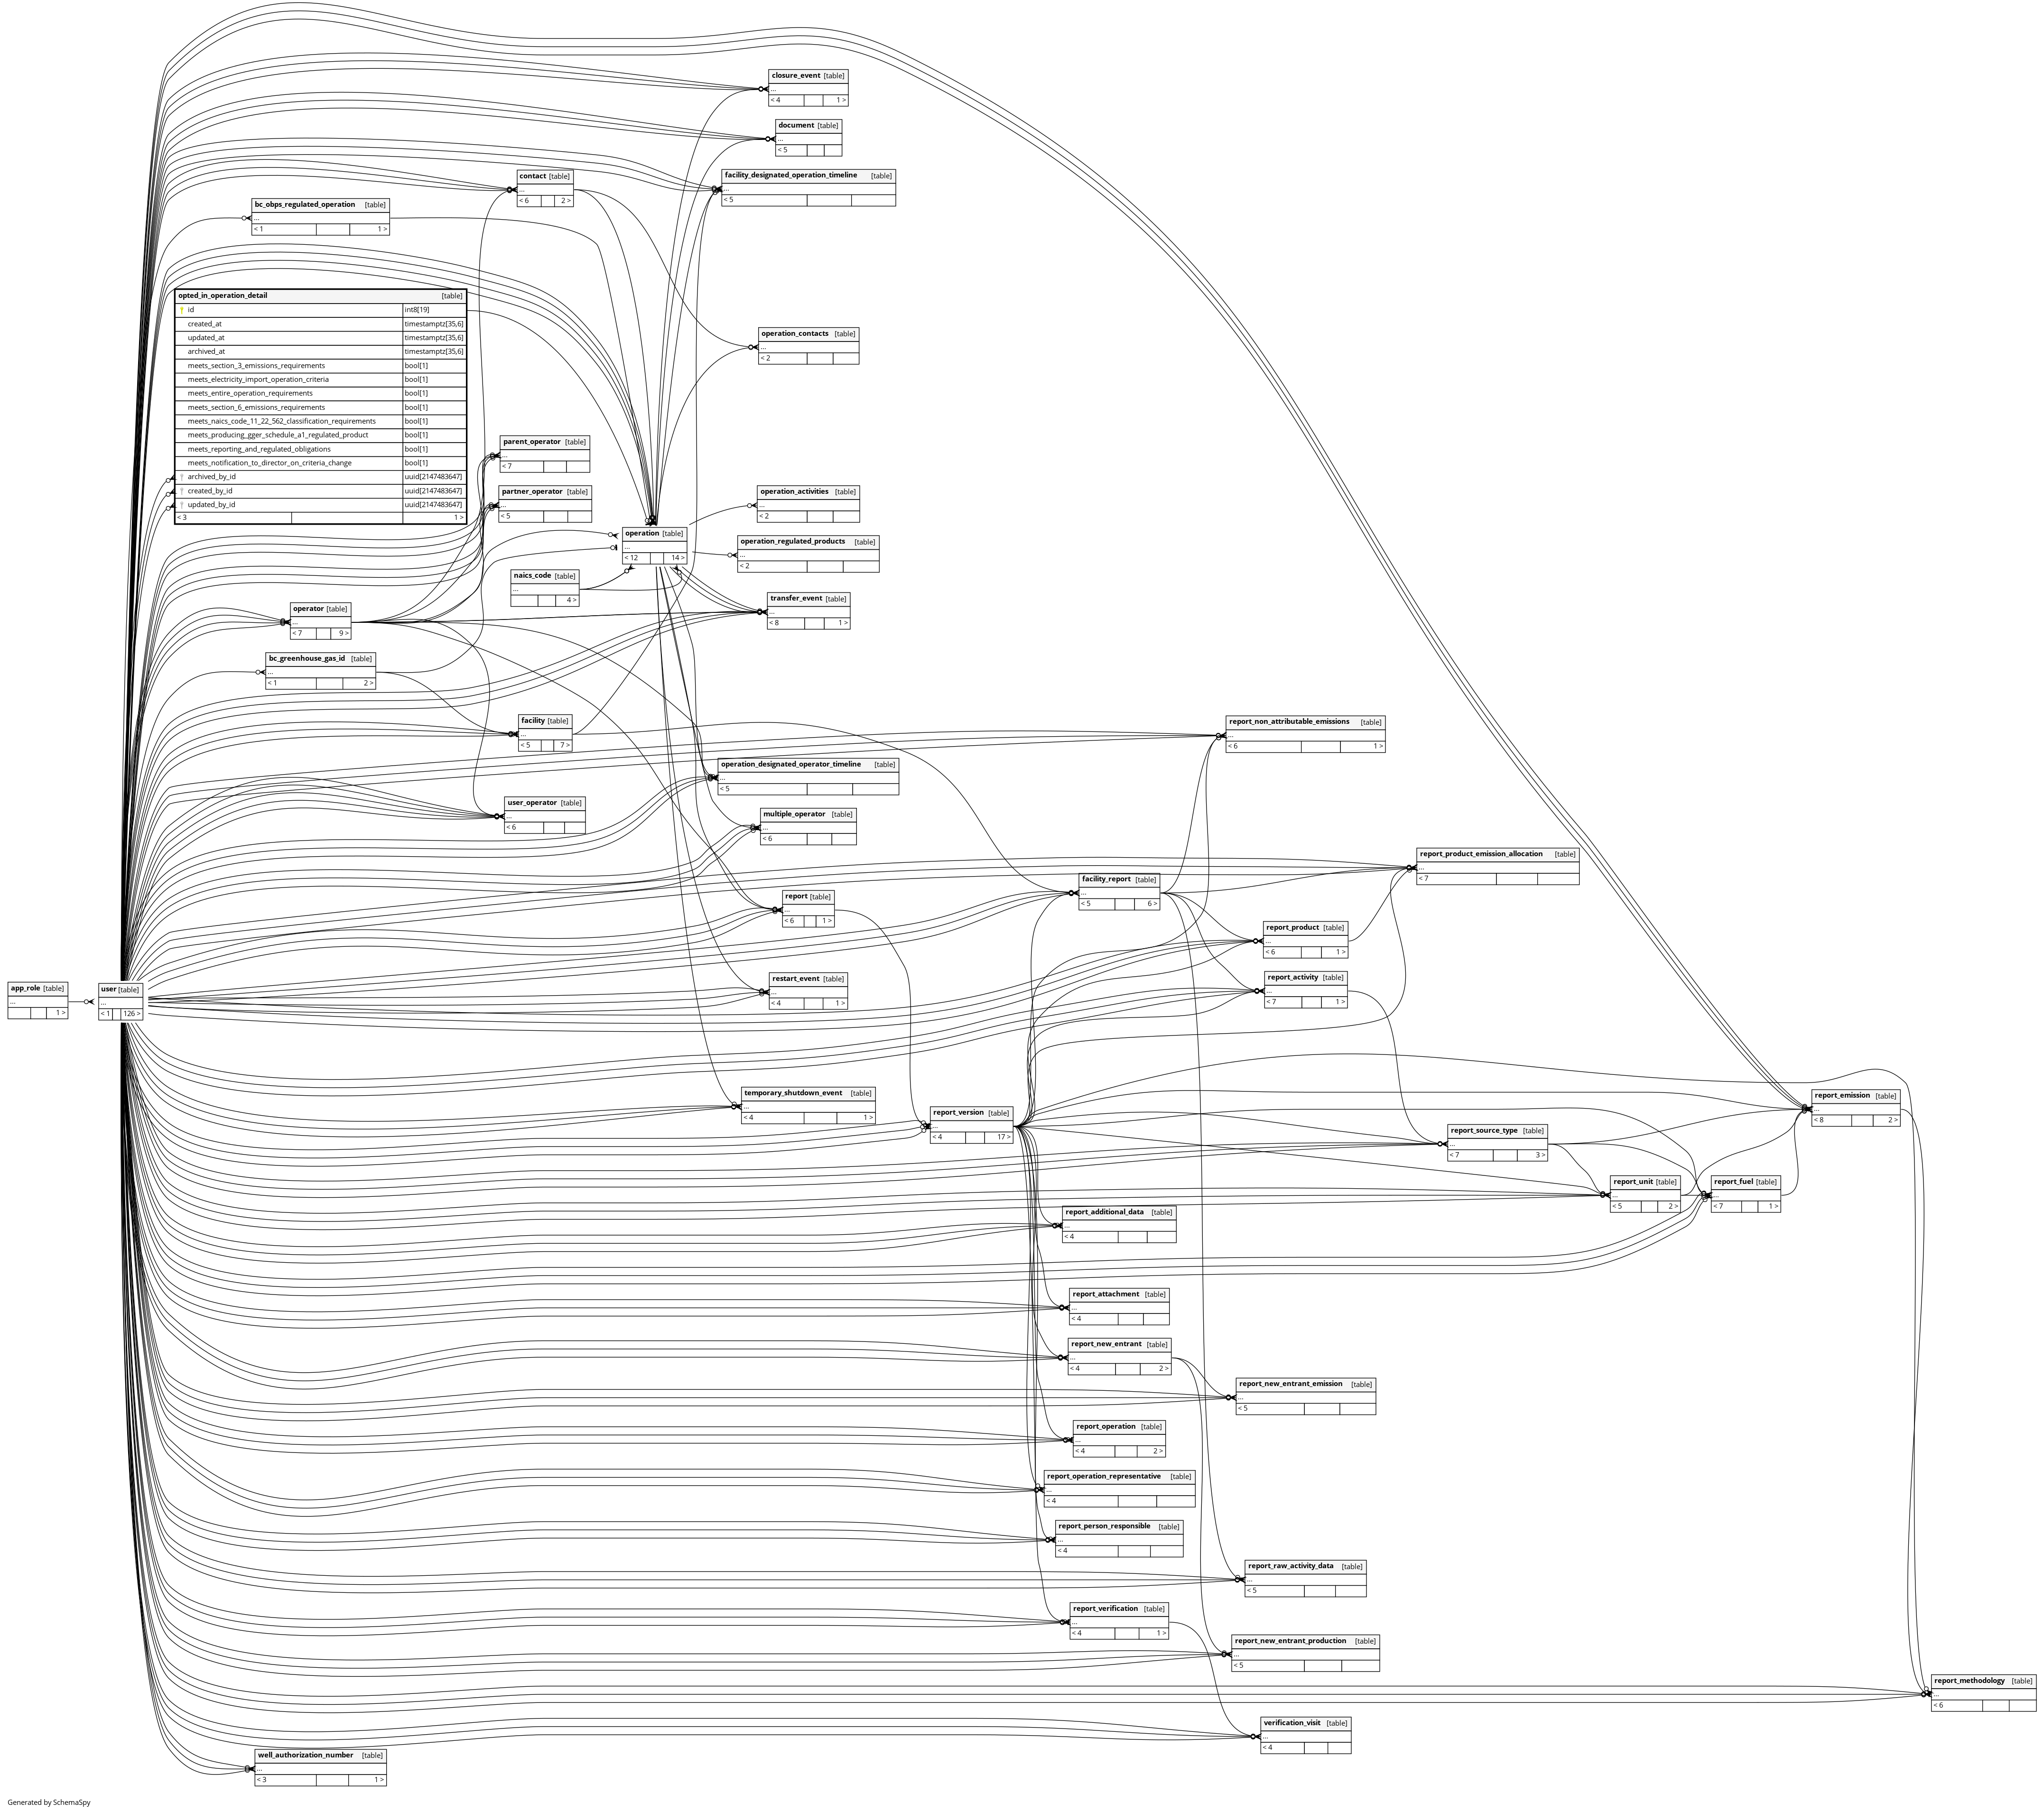 closure_event [table]
...
< 4 1 >
document [table]
...
< 5
contact [table]
...
< 6 2 >
facility_designated_operation_timeline [table]
...
< 5
bc_obps_regulated_operation [table]
...
< 1 1 >
opted_in_operation_detail [table]
id int8[19]
created_at timestamptz[35,6]
updated_at timestamptz[35,6]
archived_at timestamptz[35,6]
meets_section_3_emissions_requirements bool[1]
meets_electricity_import_operation_criteria bool[1]
meets_entire_operation_requirements bool[1]
meets_section_6_emissions_requirements bool[1]
meets_naics_code_11_22_562_classification_requirements bool[1]
meets_producing_gger_schedule_a1_regulated_product bool[1]
meets_reporting_and_regulated_obligations bool[1]
meets_notification_to_director_on_criteria_change bool[1]
archived_by_id uuid[2147483647]
created_by_id uuid[2147483647]
updated_by_id uuid[2147483647]
< 3 1 >
operation_contacts [table]
...
< 2
parent_operator [table]
...
< 7
partner_operator [table]
...
< 5
operation_activities [table]
...
< 2
operation [table]
...
< 12 14 >
operation_regulated_products [table]
...
< 2
naics_code [table]
...
4 >
transfer_event [table]
...
< 8 1 >
operator [table]
...
< 7 9 >
bc_greenhouse_gas_id [table]
...
< 1 2 >
facility [table]
...
< 5 7 >
report_non_attributable_emissions [table]
...
< 6 1 >
operation_designated_operator_timeline [table]
...
< 5
user_operator [table]
...
< 6
multiple_operator [table]
...
< 6
report_product_emission_allocation [table]
...
< 7
facility_report [table]
...
< 5 6 >
report [table]
...
< 6 1 >
report_product [table]
...
< 6 1 >
restart_event [table]
...
< 4 1 >
report_activity [table]
...
< 7 1 >
app_role [table]
...
1 >
user [table]
...
< 1 126 >
temporary_shutdown_event [table]
...
< 4 1 >
report_version [table]
...
< 4 17 >
report_emission [table]
...
< 8 2 >
report_source_type [table]
...
< 7 3 >
report_unit [table]
...
< 5 2 >
report_fuel [table]
...
< 7 1 >
report_additional_data [table]
...
< 4
report_attachment [table]
...
< 4
report_new_entrant [table]
...
< 4 2 >
report_new_entrant_emission [table]
...
< 5
report_operation [table]
...
< 4 2 >
report_operation_representative [table]
...
< 4
report_person_responsible [table]
...
< 4
report_raw_activity_data [table]
...
< 5
report_verification [table]
...
< 4 1 >
report_new_entrant_production [table]
...
< 5
report_methodology [table]
...
< 6
verification_visit [table]
...
< 4
well_authorization_number [table]
...
< 3 1 >
Generated by SchemaSpy